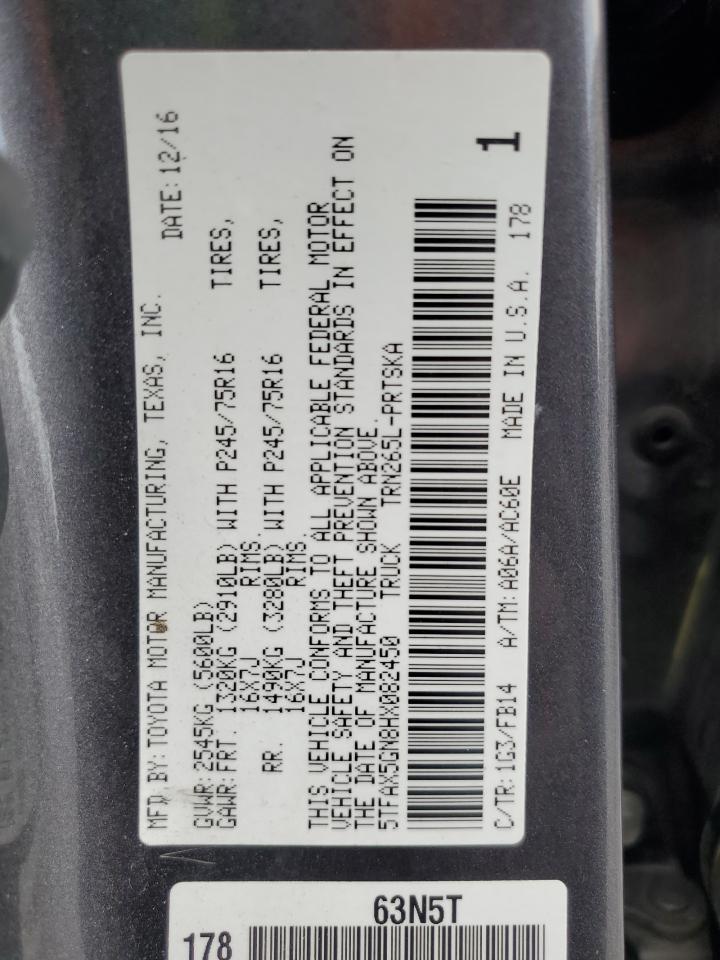 MFD.BY:TOYOTA MOTOR MANUFACTURING, TEXAS, INC.
DATE:12/16
GVWR:2545KG (5600LB)
GAWR:FRT. 1320KG (2910LB) WITH P245/75R16 TIRES,
16X7J RIMS.
RR. 1490KG (3280LB) WITH P245/75R16 TIRES,
16X7J RIMS.
THIS VEHICLE CONFORMS TO ALL APPLICABLE FEDERAL MOTOR
VEHICLE SAFETY AND THEFT PREVENTION STANDARDS IN EFFECT ON
THE DATE OF MANUFACTURE SHOWN ABOVE.
5TFAX5GN8HX082450 TRUCK TRN265L-PRTSKA
1
C/TR:1G3/FB14 A/TM:A06A/AC60E MADE IN U.S.A. 178
63N5T
178